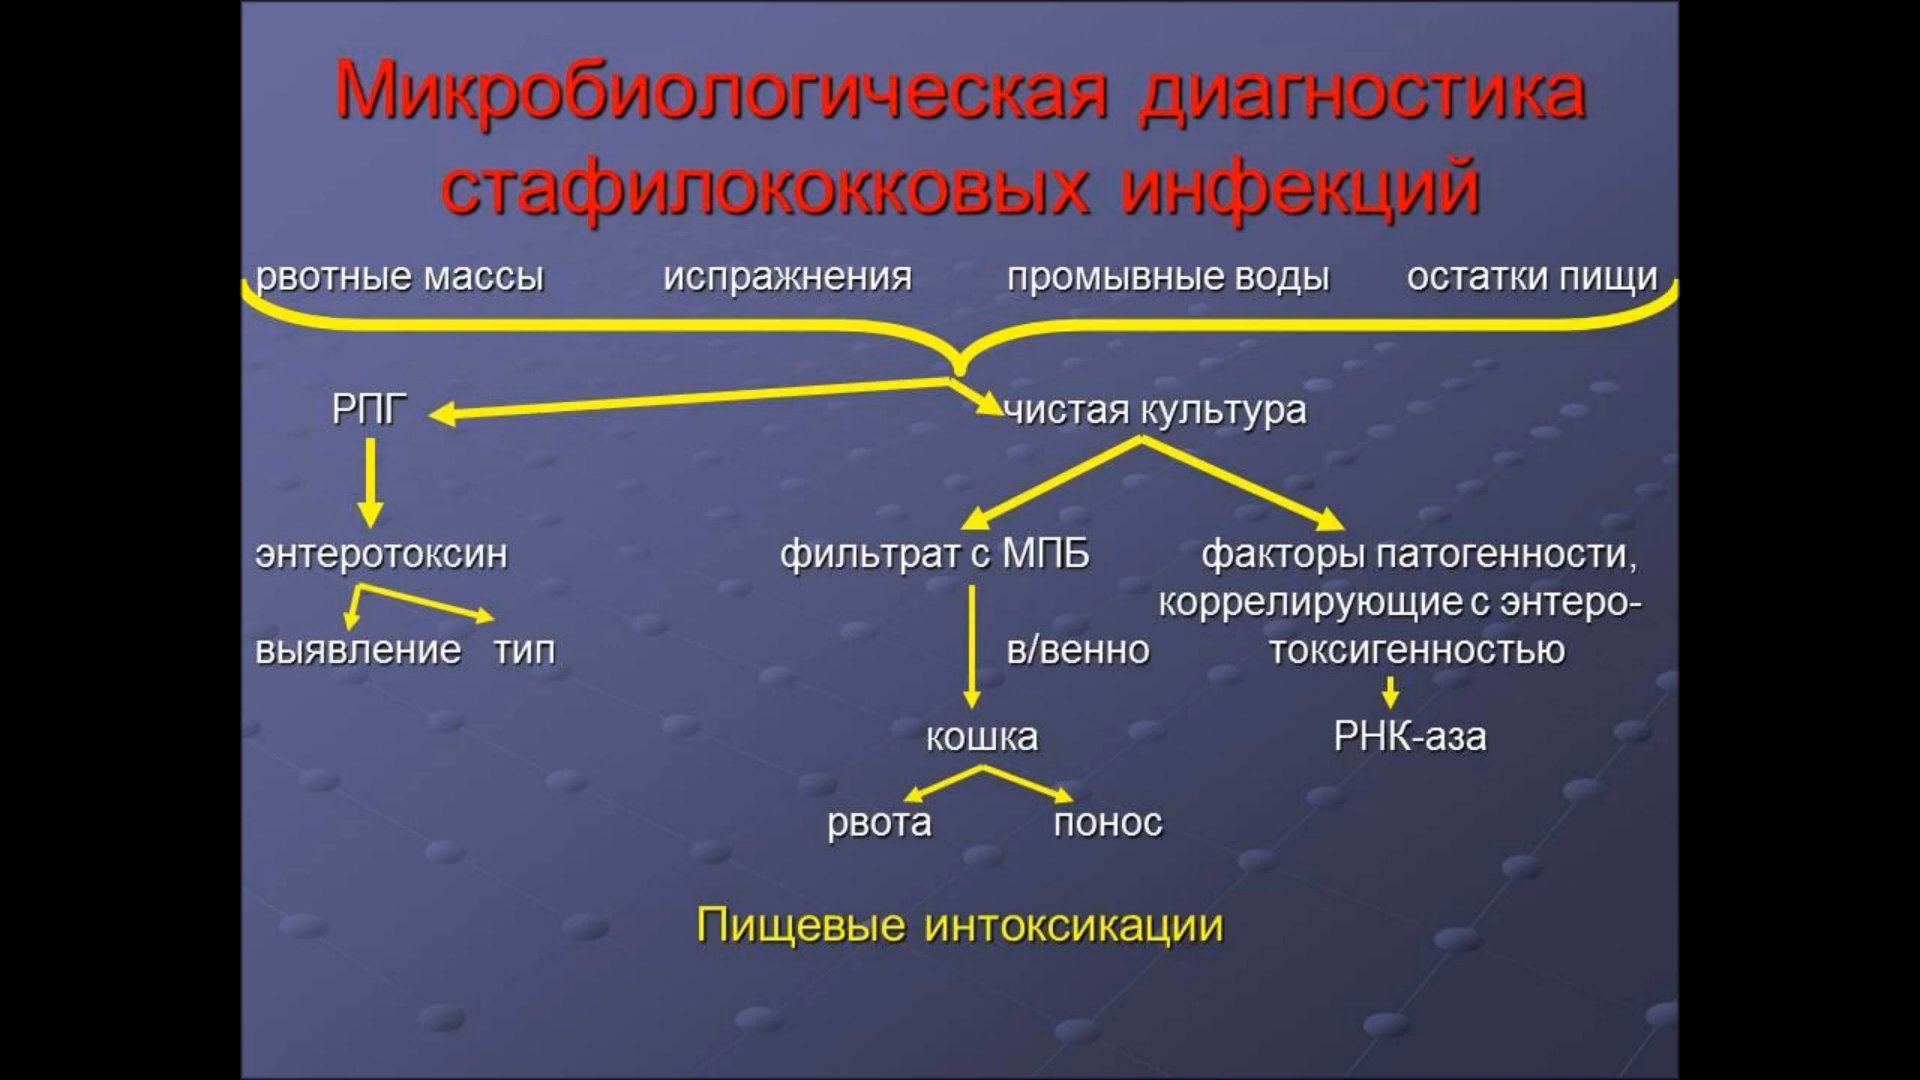 Микробиологическая диагностика
стафилококковых инфекций
рвотные массы испражнения промывные воды остатки пищи
РПГ чистая культура
энтеротоксин фильтрат с МПБ факторы патогенности,
коррелирующие с энтеро-
выявление тип в/венно токсигенностью
кошка РНК-аза
рвота понос
Пищевые интоксикации